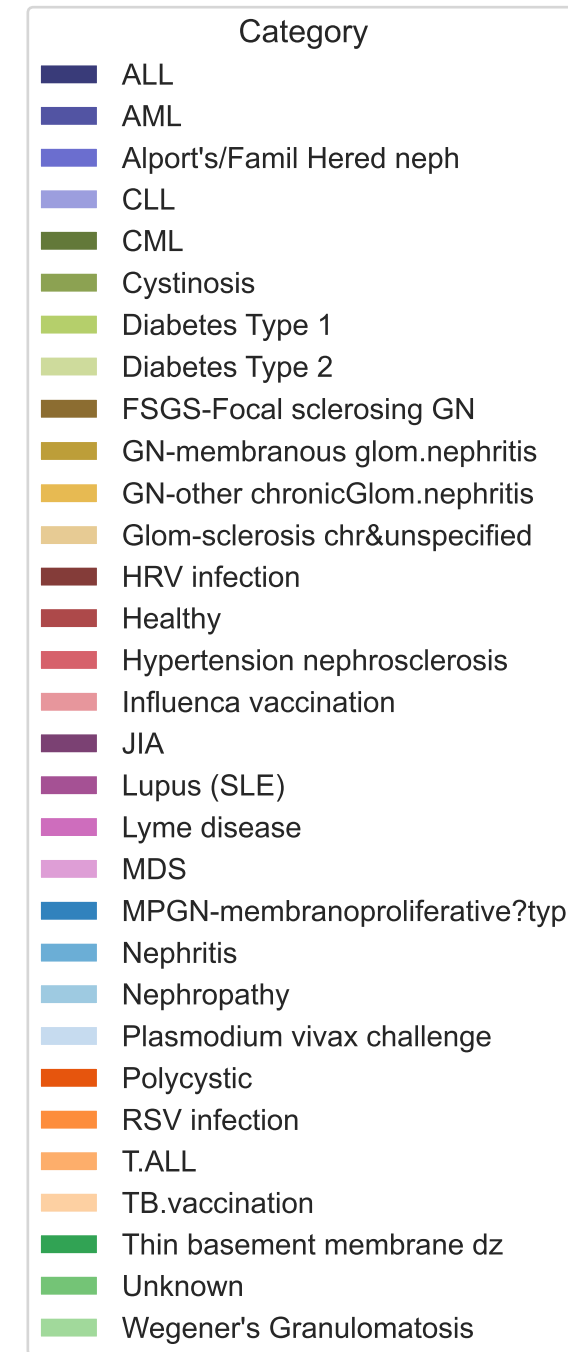 Category
ALL
AML
Alport's/Famil Hered neph
CLL
CML
Cystinosis
Diabetes Type 1
Diabetes Type 2
FSGS-Focal sclerosing GN
GN-membranous glom.nephritis
GN-other chronicGlom.nephritis
Glom-sclerosis chr&unspecified
HRV infection
Healthy
Hypertension nephrosclerosis
Influenca vaccination
JIA
Lupus (SLE)
Lyme disease
MDS
MPGN-membranoproliferative?typ
Nephritis
Nephropathy
Plasmodium vivax challenge
Polycystic
RSV infection
T.ALL
TB.vaccination
Thin basement membrane dz
Unknown
Wegener's Granulomatosis